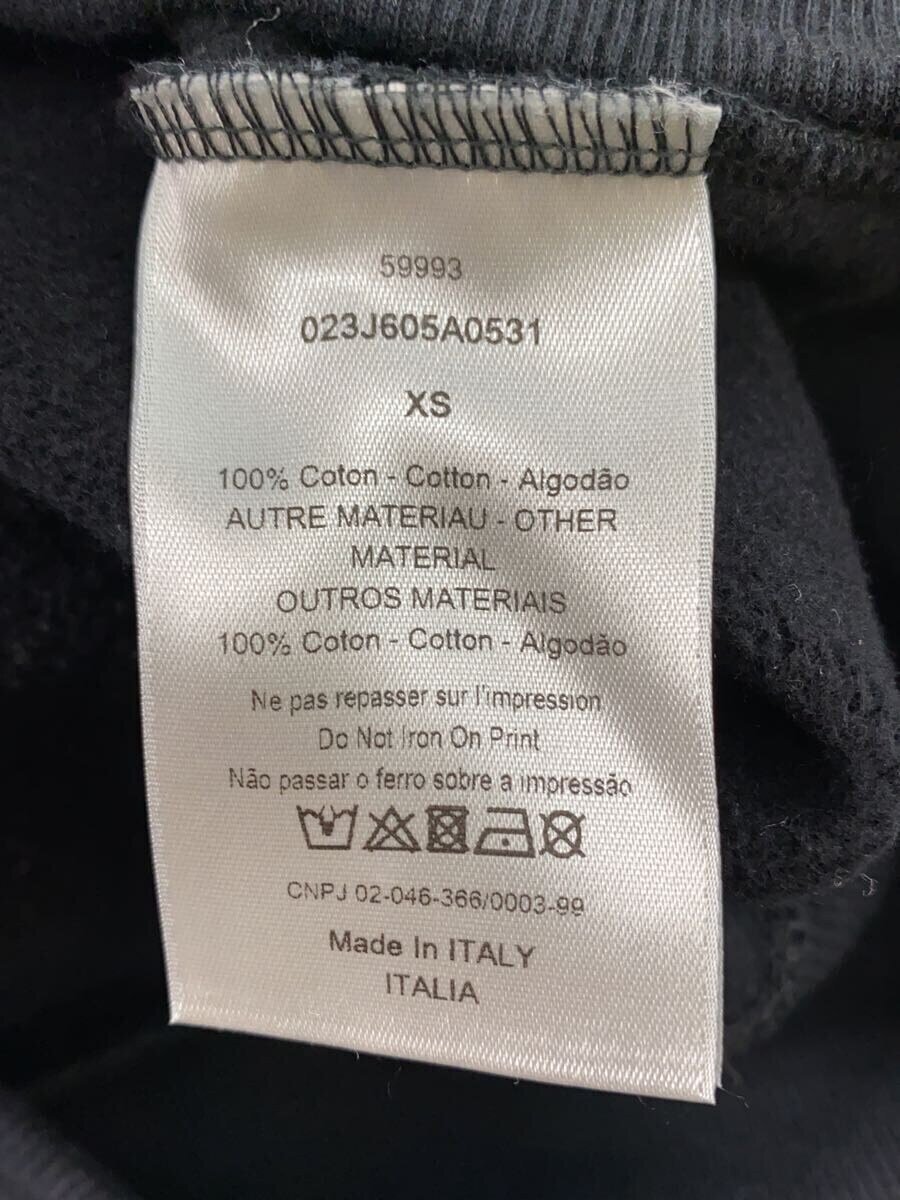 59993
023J605A0531
XS
100% Coton - Cotton - Algodão
AUTRE MATERIAU - OTHER
MATERIAL
OUTROS MATERIAIS
100% Coton - Cotton - Algodão
Ne pas repasser sur l'impression
Do Not Iron On Print
Não passar o ferro sobre a impressão
CNPJ 02-046-366/0003-99
Made In ITALY
ITALIA